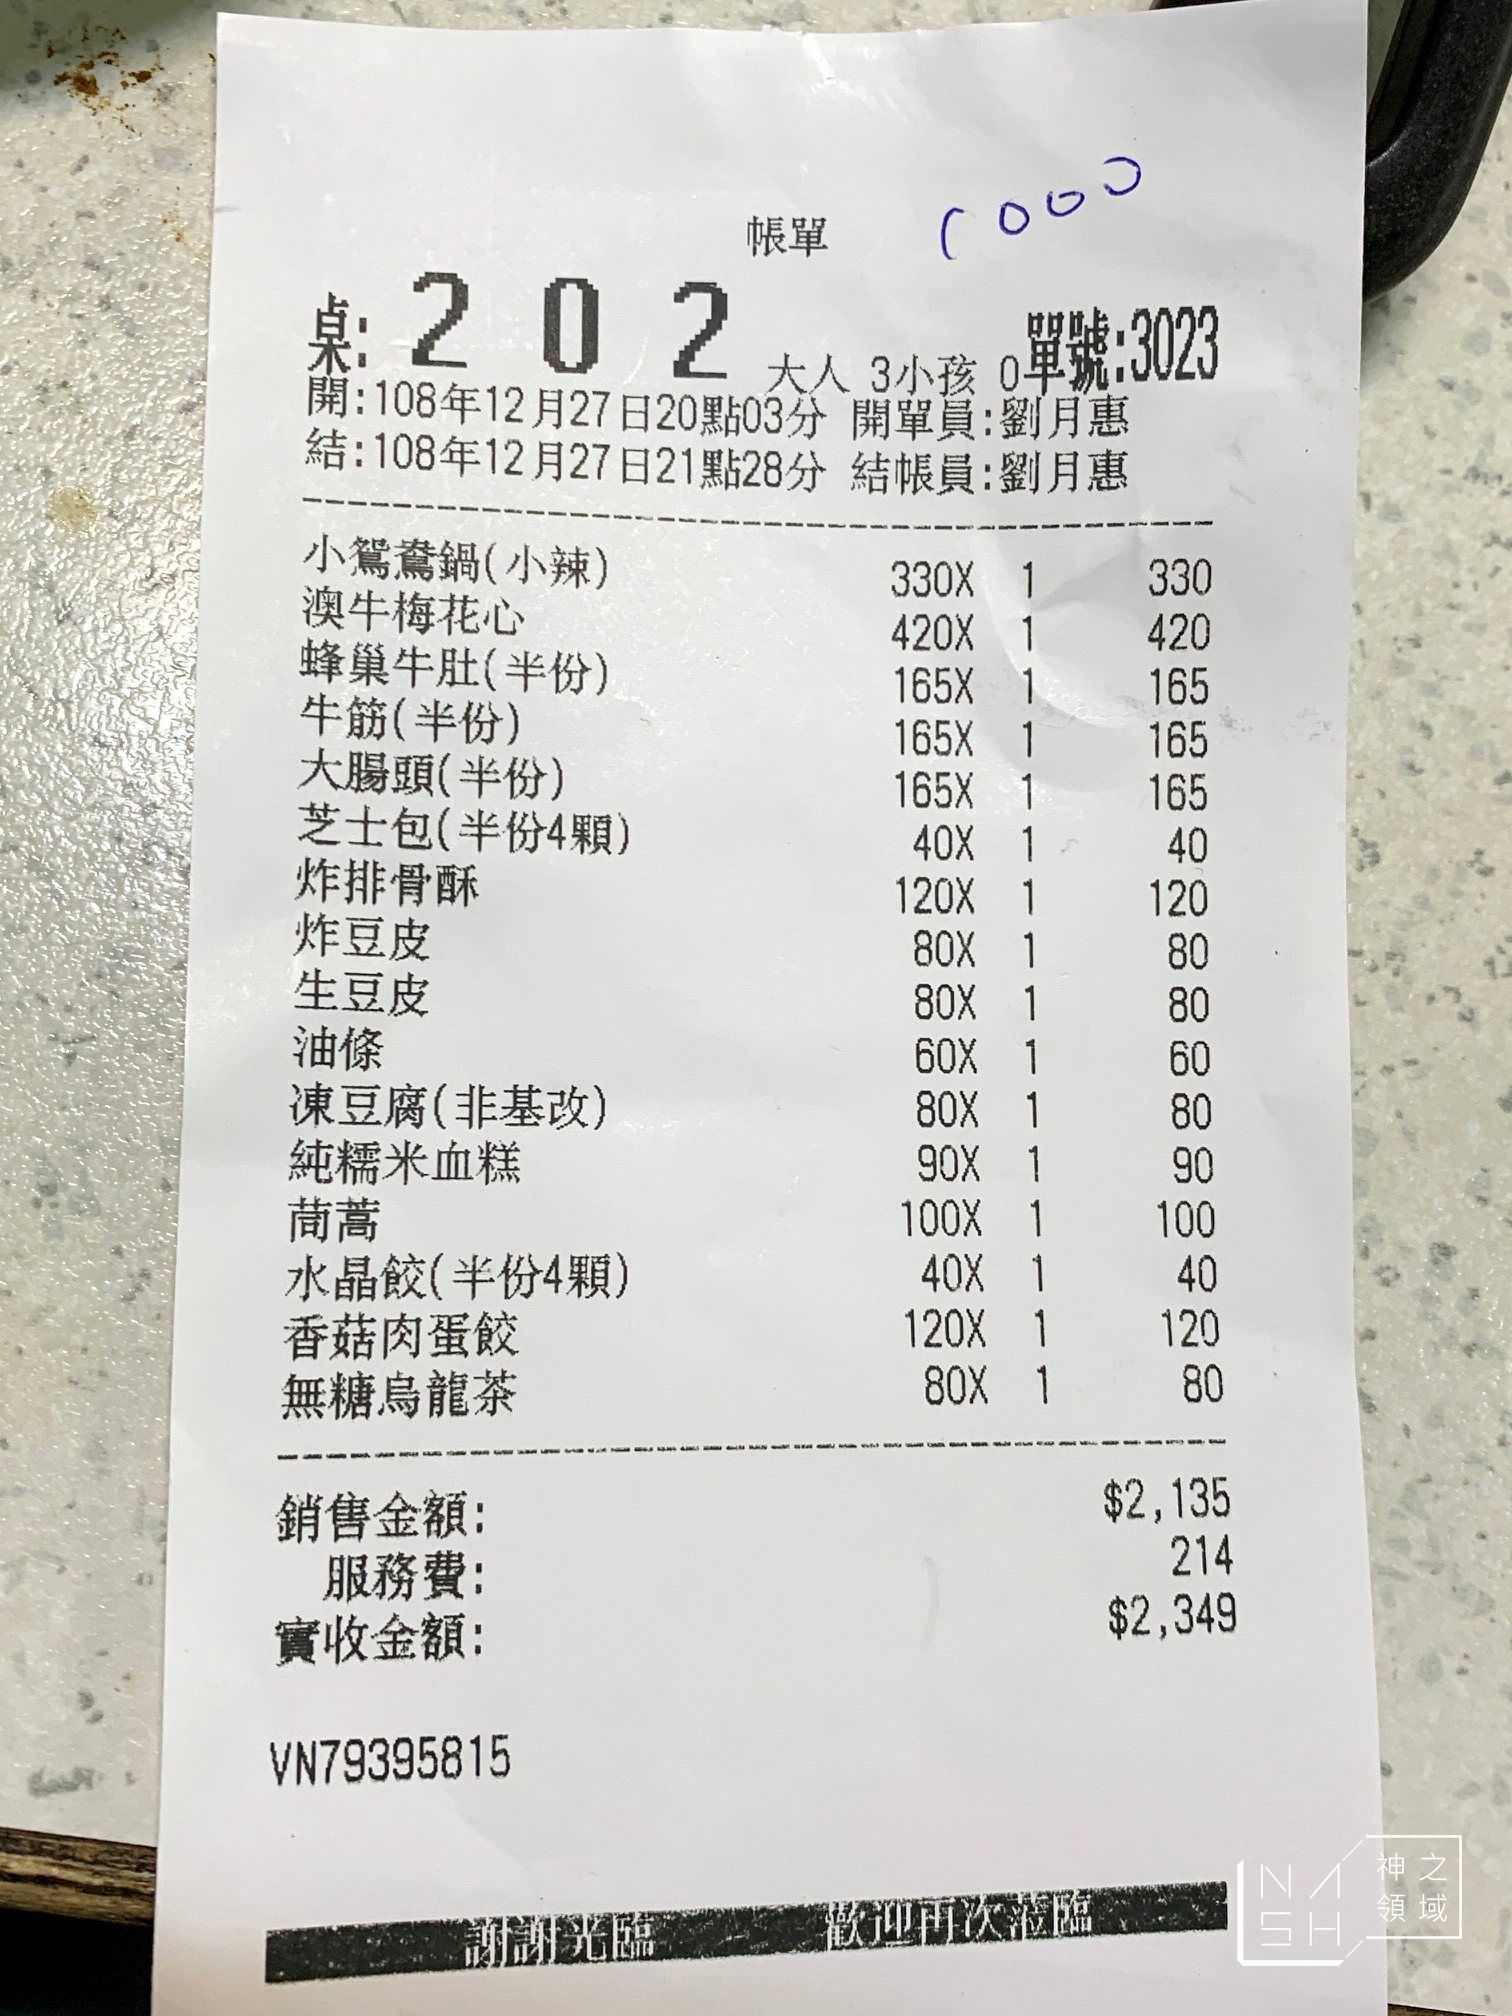 1000
帳單
桌: 202 大人 3小孩 0 單號:3023
開:108年12月27日20點03分 開單員:劉月惠
結:108年12月27日21點28分 結帳員:劉月惠
小鴛鴦鍋(小辣) 330X 1 330
澳牛梅花心 420X 1 420
蜂巢牛肚(半份) 165X 1 165
牛筋(半份) 165X 1 165
大腸頭(半份) 165X 1 165
芝士包(半份4顆) 40X 1 40
炸排骨酥 120X 1 120
炸豆皮 80X 1 80
生豆皮 80X 1 80
油條 60X 1 60
凍豆腐(非基改) 80X 1 80
純糯米血糕 90X 1 90
茼蒿 100X 1 100
水晶餃(半份4顆) 40X 1 40
香菇肉蛋餃 120X 1 120
無糖烏龍茶 80X 1 80
銷售金額: $2,135
服務費: 214
實收金額: $2,349
VN79395815
謝謝光臨 歡迎再次蒞臨
NASH 神之領域